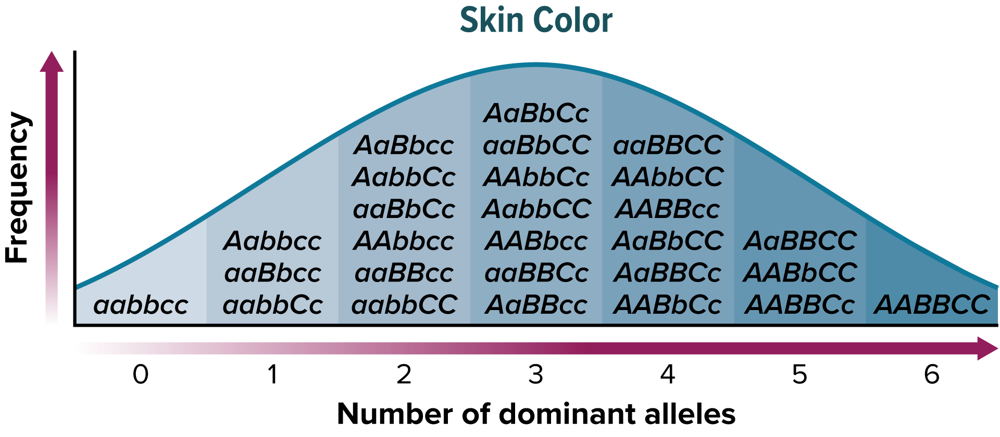 Skin Color
Frequency
AaBbCc
AaBbcc aaBbCC aaBBCC
AabbCc AAbbCc AAbbCC
aaBbCc AabbCC AABBcc
Aabbcc AAbbcc AABbcc AaBbCC AaBBCC
aaBbcc aaBBcc aaBBCc AaBBCc AABbCC
aabbcc aabbCc aabbCC AaBBcc AABbCc AABBCc AABBCC
0 1 2 3 4 5 6
Number of dominant alleles